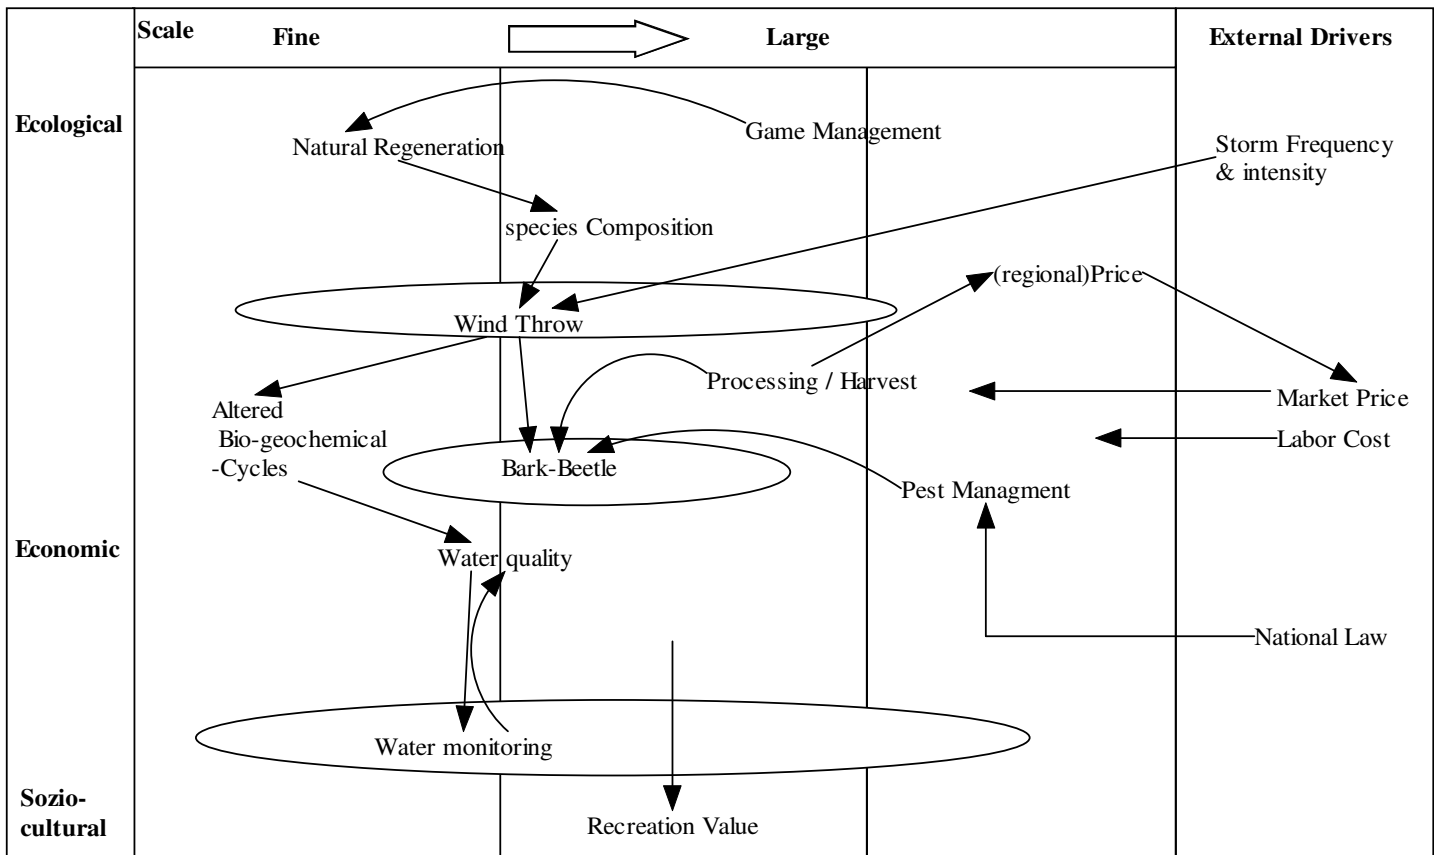 Scale
Fine
Large
External Drivers
Ecological
Game Management
Natural Regeneration
Storm Frequency
& intensity
species Composition
(regional)Price
Wind Throw
Processing / Harvest
Market Price
Altered
Bio-geochemical
-Cycles
Labor Cost
Bark-Beetle
Pest Managment
Economic
Water quality
National Law
Water monitoring
Sozio-
cultural
Recreation Value